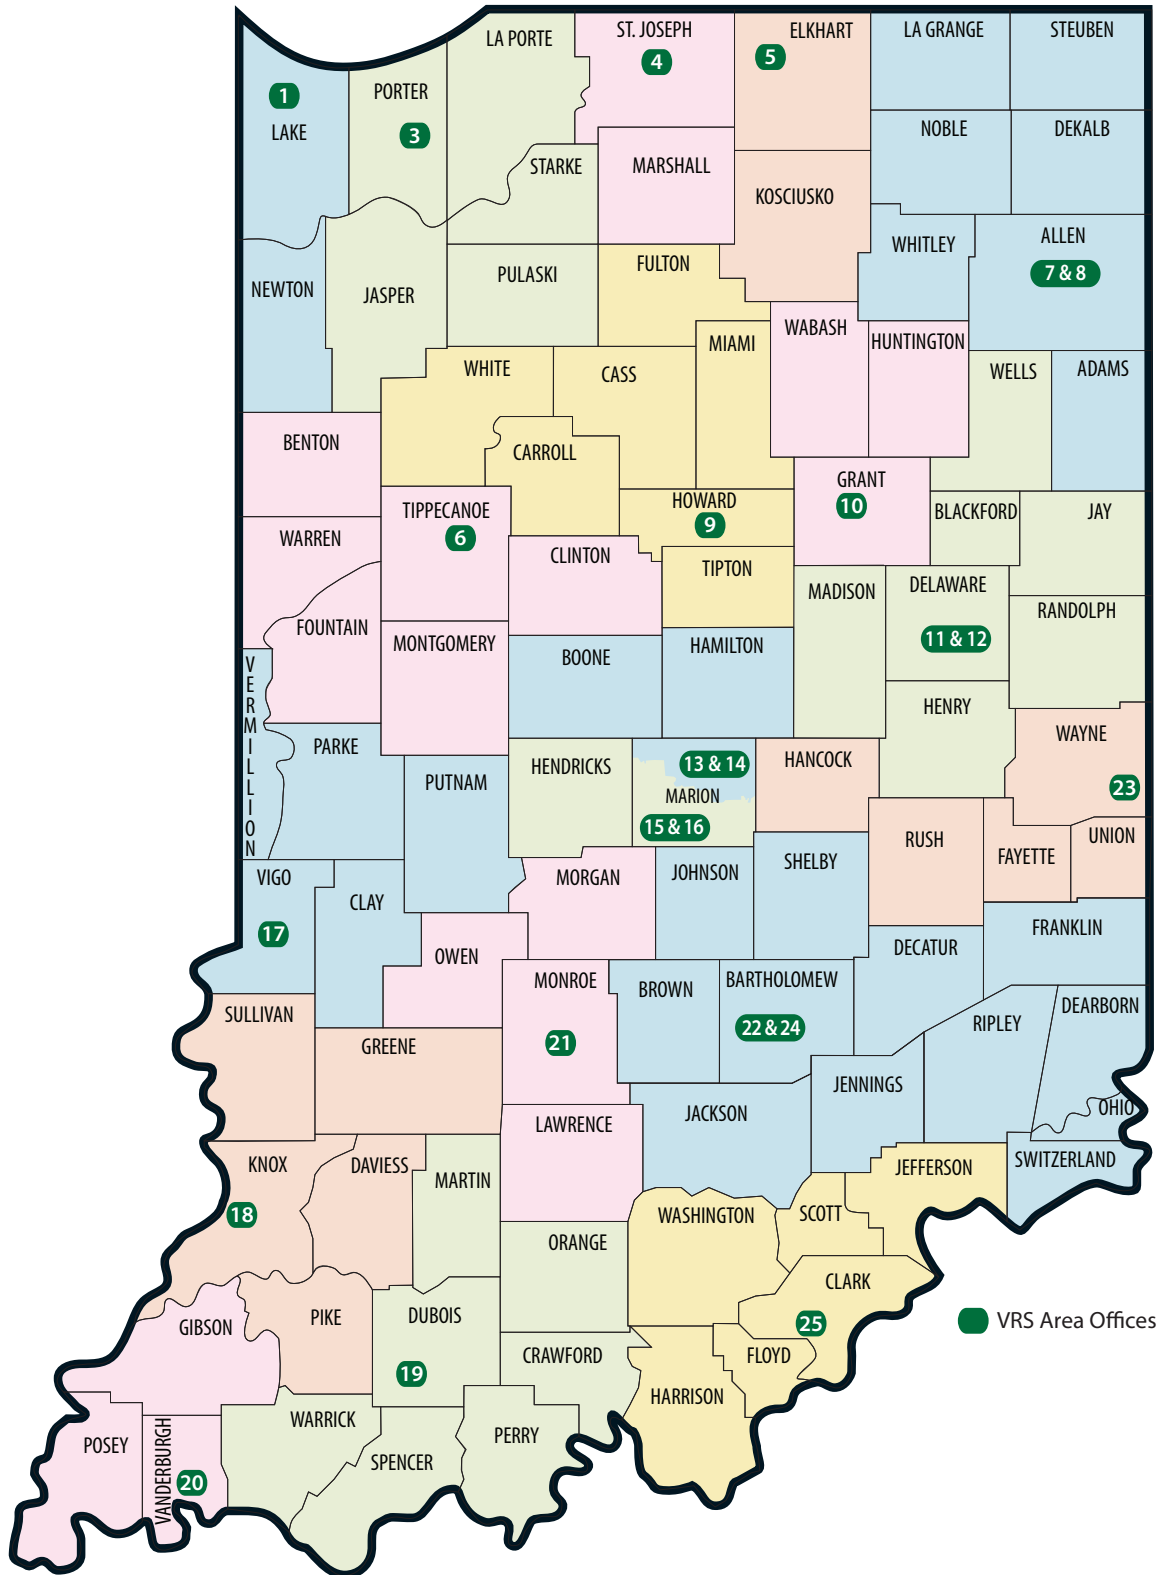 LA PORTE
ST. JOSEPH
4
5
ELKHART
LA GRANGE
STEUBEN
1
LAKE
PORTER
3
STARKE
MARSHALL
KOSCIUSKO
NOBLE
DEKALB
NEWTON
JASPER
PULASKI
FULTON
WHITLEY
ALLEN
7 & 8
WHITE
CASS
MIAMI
WABASH
HUNTINGTON
WELLS
ADAMS
BENTON
CARROLL
GRANT
10
WARREN
TIPPECANOE
6
HOWARD
9
BLACKFORD
JAY
CLINTON
TIPTON
MADISON
DELAWARE
11 & 12
RANDOLPH
FOUNTAIN
MONTGOMERY
BOONE
HAMILTON
HENRY
VERMILLION
PARKE
PUTNAM
HENDRICKS
13 & 14
MARION
15 & 16
HANCOCK
WAYNE
23
RUSH
FAYETTE
UNION
VIGO
17
CLAY
MORGAN
JOHNSON
SHELBY
OWEN
MONROE
21
BROWN
BARTHOLOMEW
22 & 24
DECATUR
FRANKLIN
SULLIVAN
GREENE
RIPLEY
DEARBORN
JENNINGS
OHIO
LAWRENCE
JACKSON
KNOX
18
DAVIESS
MARTIN
JEFFERSON
SWITZERLAND
ORANGE
WASHINGTON
SCOTT
CLARK
25
GIBSON
PIKE
DUBOIS
19
CRAWFORD
FLOYD
HARRISON
VRS Area Offices
POSEY
VANDERBURGH
20
WARRICK
SPENCER
PERRY